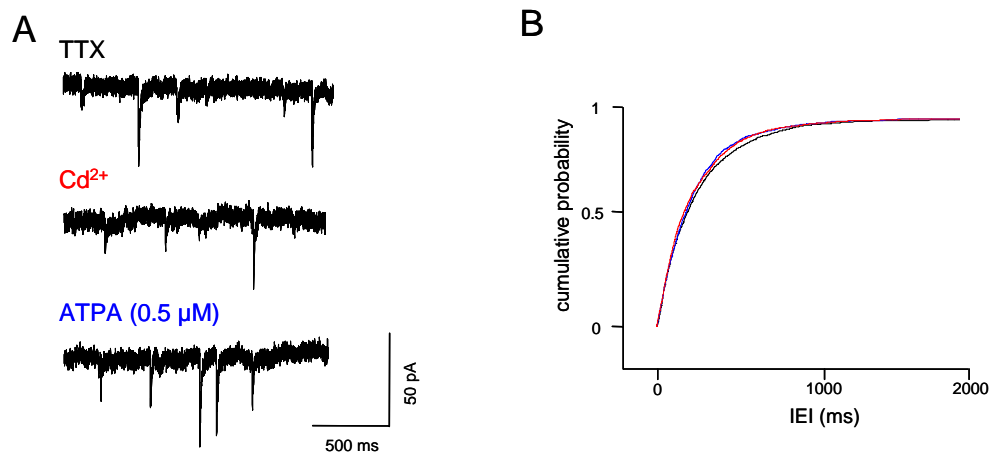 A
TTX
Cd²⁺
ATPA (0.5 µM)
50 pA
500 ms
B
cumulative probability
1
0.5
0
0
1000
2000
IEI (ms)